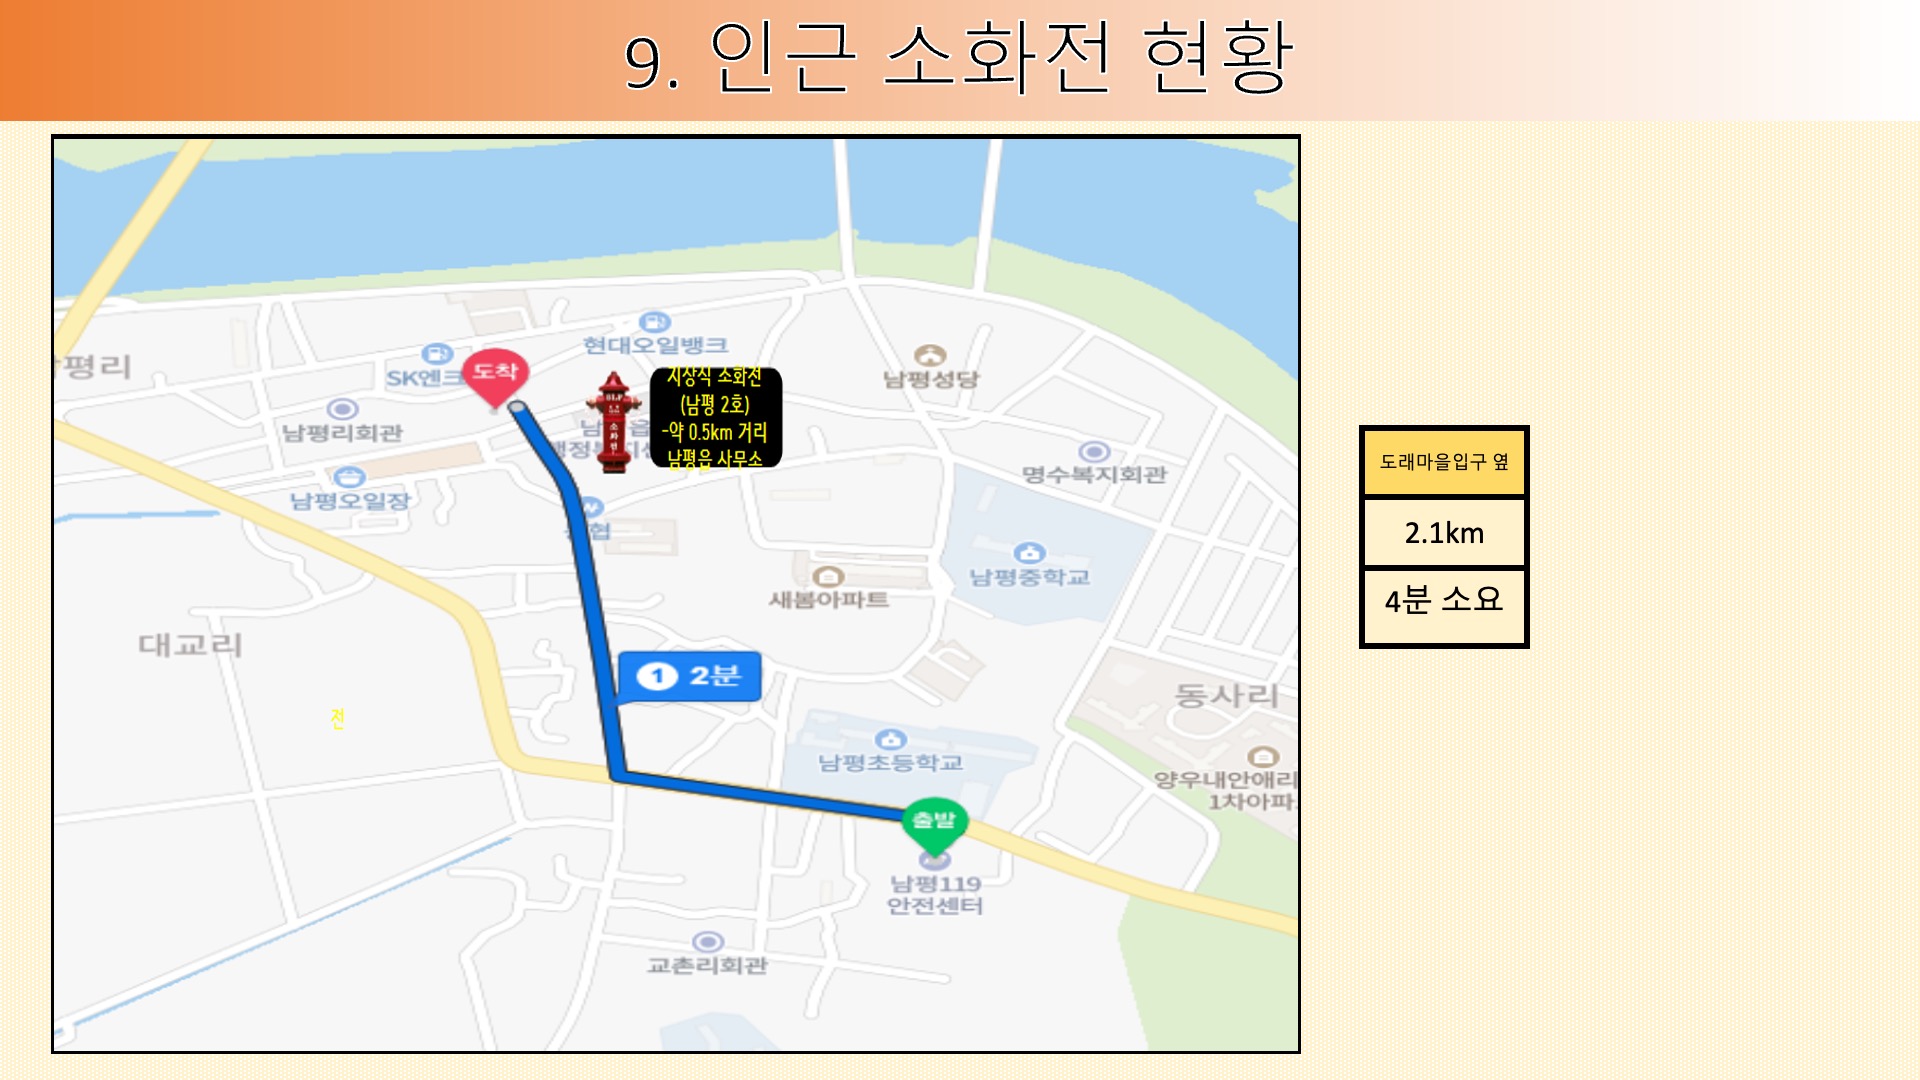 9. 인근 소화전 현황
현대오일뱅크
SK엔크
도착
평리
남평성당
지상식 소화전
(남평 2호)
-약 0.5km 거리
남평읍 사무소
소화전
남평리회관
명수복지회관
남평오일장
도래마을입구 옆
2.1km
4분 소요
남평중학교
새봄아파트
대교리
1 2분
동사리
전
남평초등학교
양우내안애리
1차아파
출발
남평119
안전센터
교촌리회관